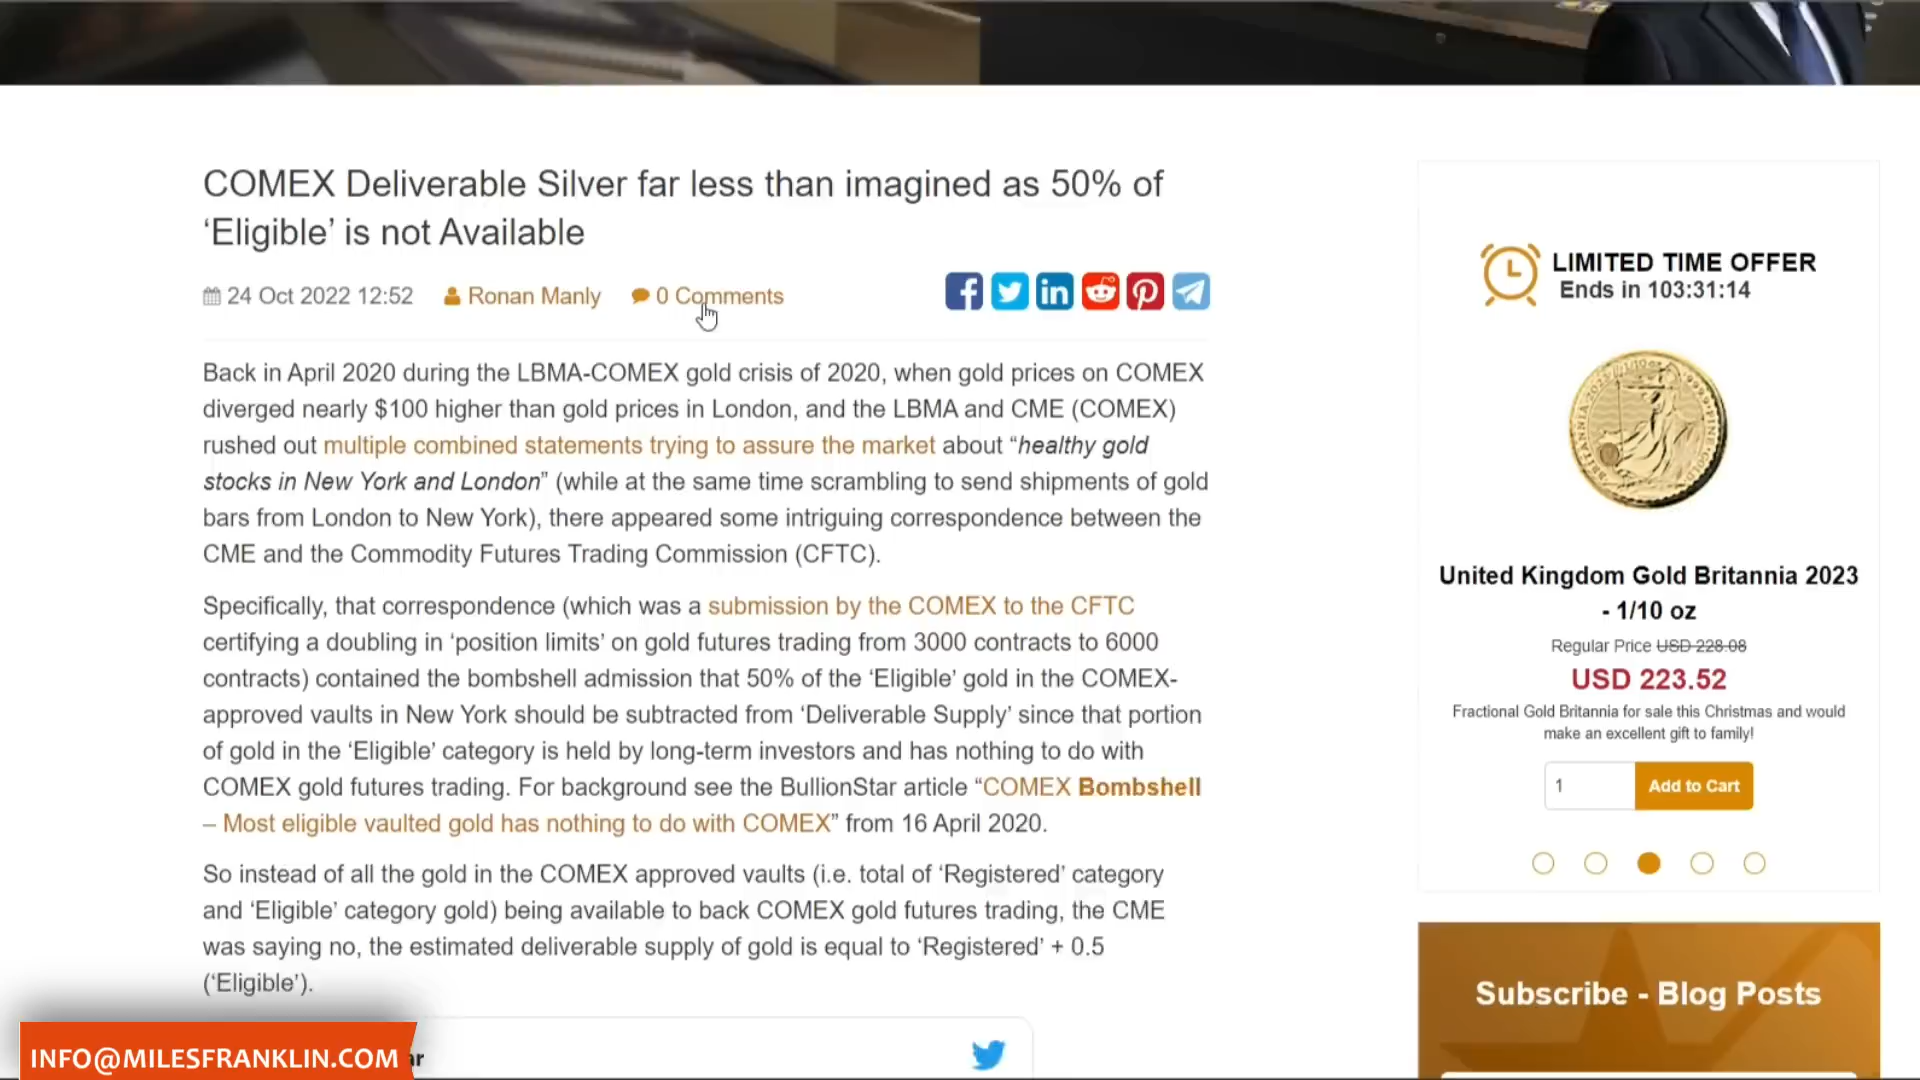 COMEX Deliverable Silver far less than imagined as 50% of
‘Eligible’ is not Available
24 Oct 2022 12:52 Ronan Manly 0 Comments
Back in April 2020 during the LBMA-COMEX gold crisis of 2020, when gold prices on COMEX
diverged nearly $100 higher than gold prices in London, and the LBMA and CME (COMEX)
rushed out multiple combined statements trying to assure the market about “healthy gold
stocks in New York and London” (while at the same time scrambling to send shipments of gold
bars from London to New York), there appeared some intriguing correspondence between the
CME and the Commodity Futures Trading Commission (CFTC).
Specifically, that correspondence (which was a submission by the COMEX to the CFTC
certifying a doubling in ‘position limits’ on gold futures trading from 3000 contracts to 6000
contracts) contained the bombshell admission that 50% of the ‘Eligible’ gold in the COMEX-
approved vaults in New York should be subtracted from ‘Deliverable Supply’ since that portion
of gold in the ‘Eligible’ category is held by long-term investors and has nothing to do with
COMEX gold futures trading. For background see the BullionStar article “COMEX Bombshell
– Most eligible vaulted gold has nothing to do with COMEX” from 16 April 2020.
So instead of all the gold in the COMEX approved vaults (i.e. total of ‘Registered’ category
and ‘Eligible’ category gold) being available to back COMEX gold futures trading, the CME
was saying no, the estimated deliverable supply of gold is equal to ‘Registered’ + 0.5
(‘Eligible’).
INFO@MILESFRANKLIN.COM
LIMITED TIME OFFER
Ends in 103:31:14
United Kingdom Gold Britannia 2023
- 1/10 oz
Regular Price USD 228.08
USD 223.52
Fractional Gold Britannia for sale this Christmas and would
make an excellent gift to family!
1 Add to Cart
Subscribe - Blog Posts